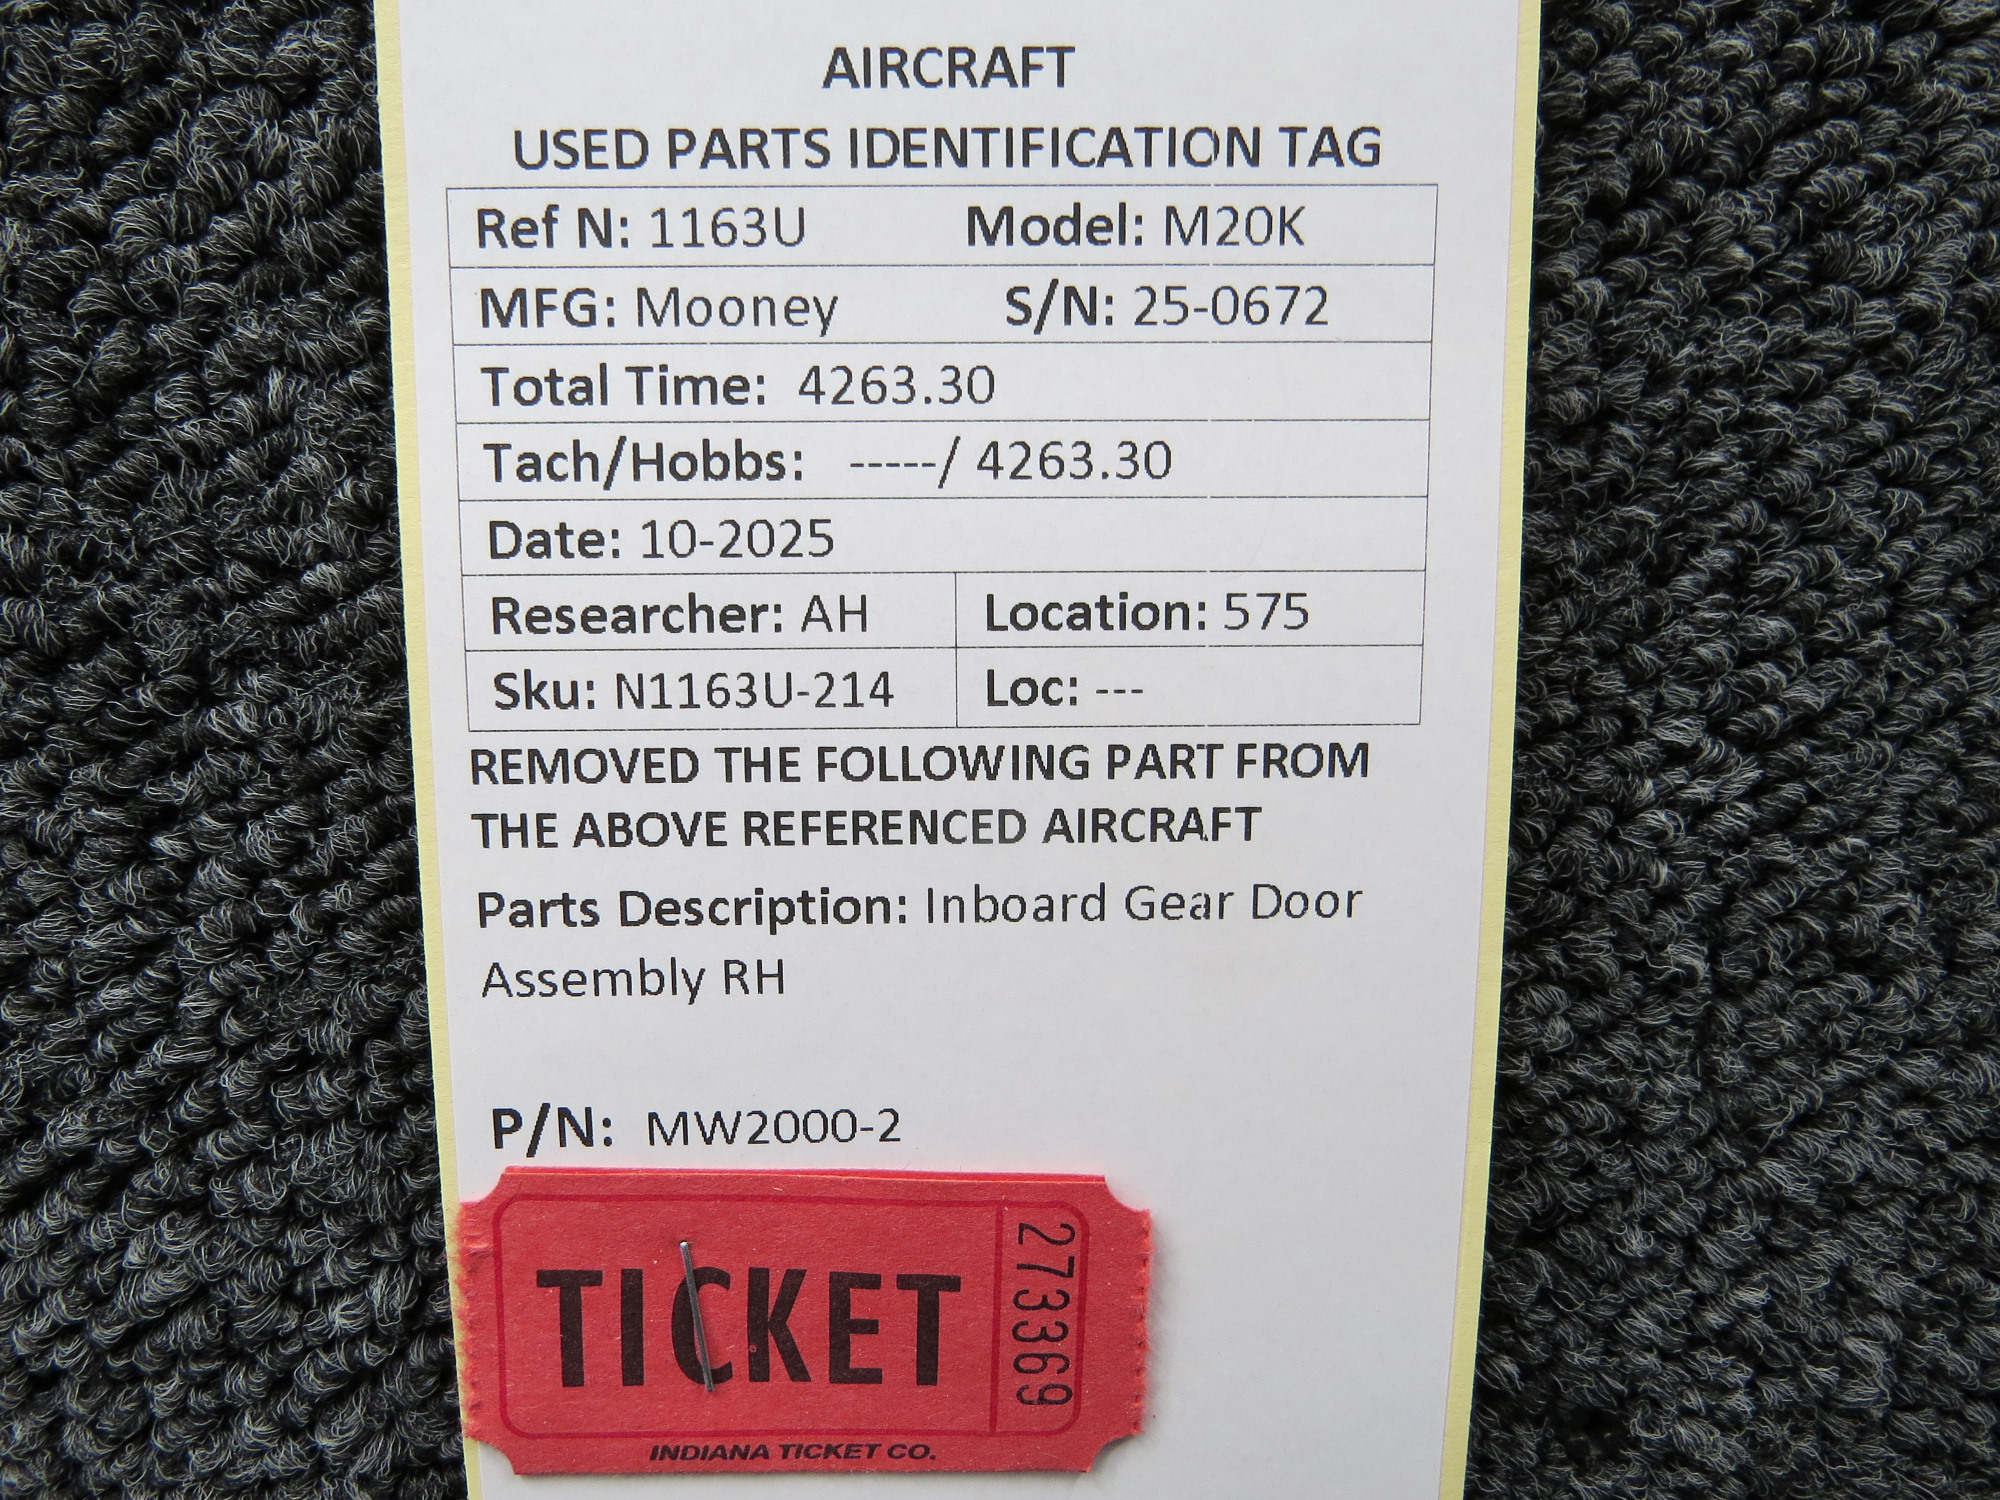 AIRCRAFT
USED PARTS IDENTIFICATION TAG
Ref N: 1163U Model: M20K
MFG: Mooney S/N: 25-0672
Total Time: 4263.30
Tach/Hobbs: -----/ 4263.30
Date: 10-2025
Researcher: AH Location: 575
Sku: N1163U-214 Loc: ---
REMOVED THE FOLLOWING PART FROM
THE ABOVE REFERENCED AIRCRAFT
Parts Description: Inboard Gear Door
Assembly RH
P/N: MW2000-2
TICKET
273369
INDIANA TICKET CO.